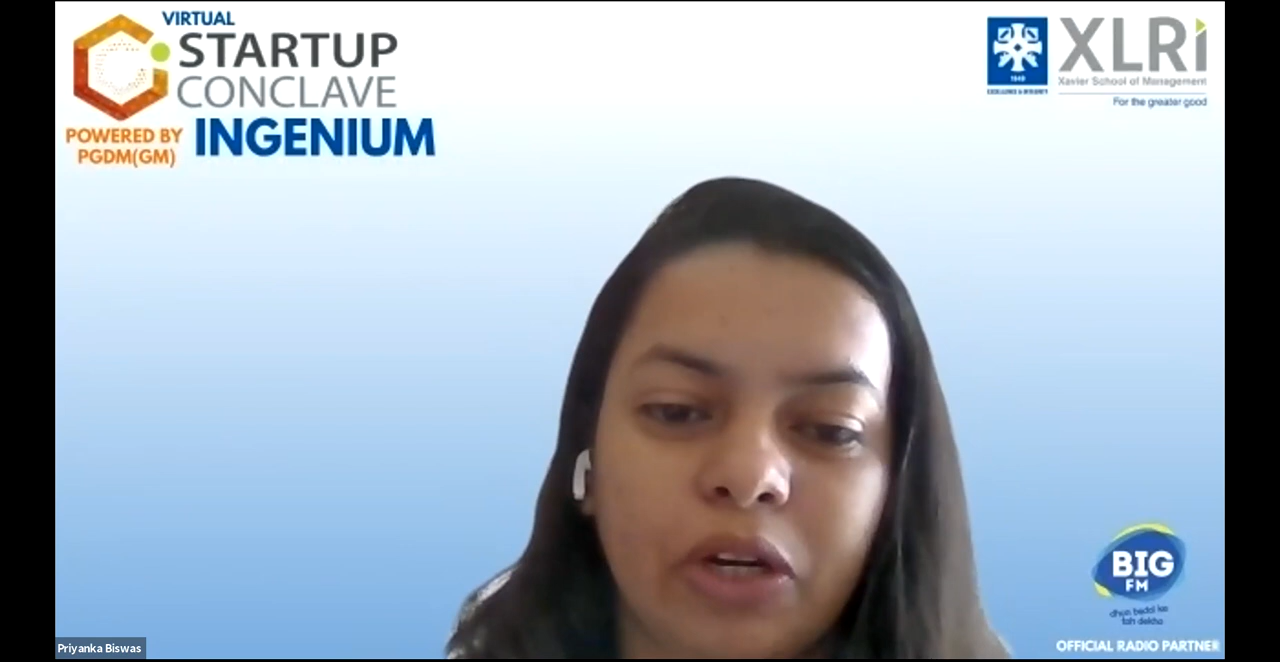 VIRTUAL
STARTUP
CONCLAVE
POWERED BY
PGDM(GM)
INGENIUM
1949
EXCELLENCE & INTEGRITY
XLRi
Xavier School of Management
For the greater good
BIG
FM
dhun badal ke
toh dekho
OFFICIAL RADIO PARTNER
Priyanka Biswas